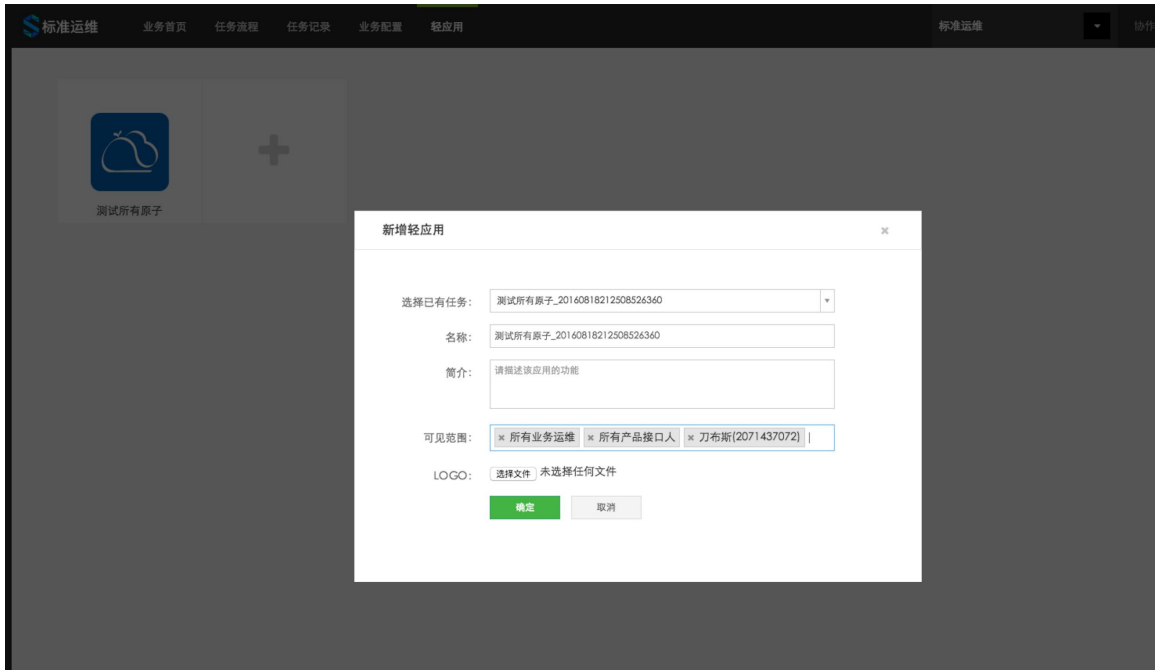 标准运维 业务首页 任务流程 任务记录 业务配置 轻应用 标准运维 协作
测试所有原子
新增轻应用
选择已有任务: 测试所有原子_20160818212508526360
名称: 测试所有原子_20160818212508526360
简介: 请描述该应用的功能
可见范围: × 所有业务运维 × 所有产品接口人 × 刀布斯(2071437072)
LOGO: 选择文件 未选择任何文件
确定 取消